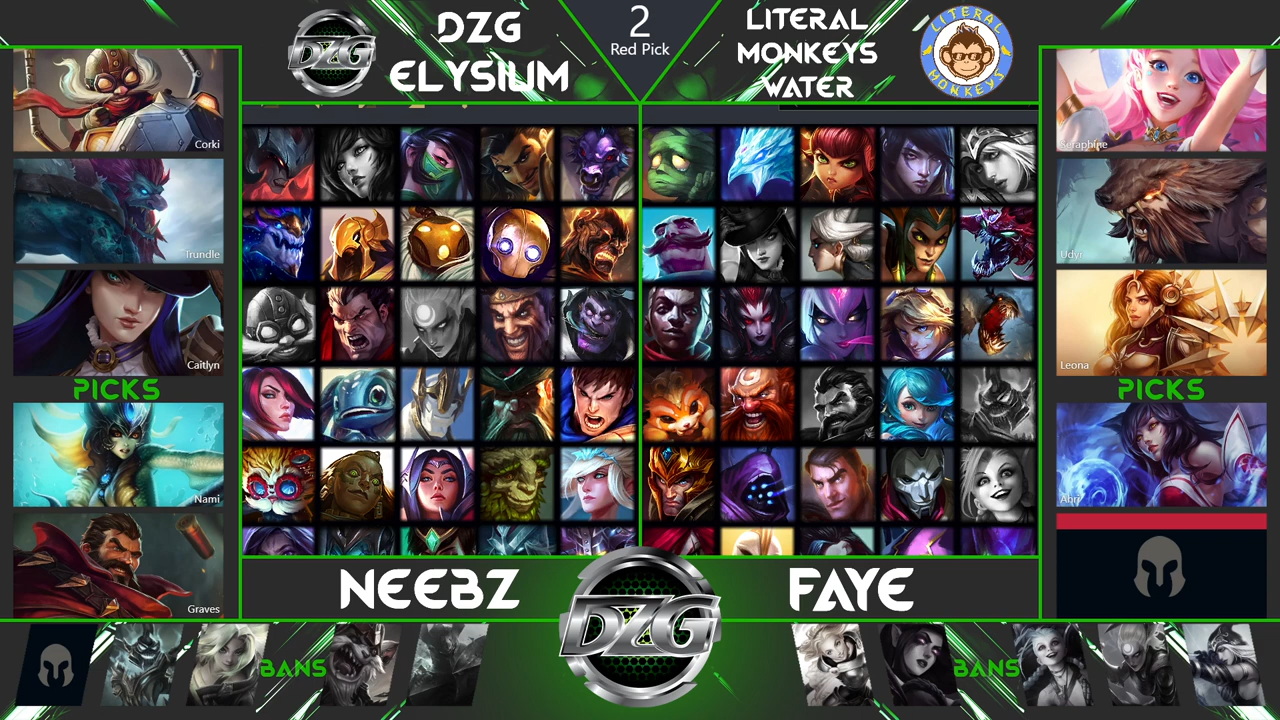 DZG
DZG
ELYSIUM
2
Red Pick
LITERAL
MONKEYS
WATER
LITERAL
MONKEYS
Corki
Trundle
Caitlyn
PICKS
Nami
Graves
Seraphine
Udyr
Leona
PICKS
Ahri
NEEBZ
DZG
FAYE
BANS
BANS